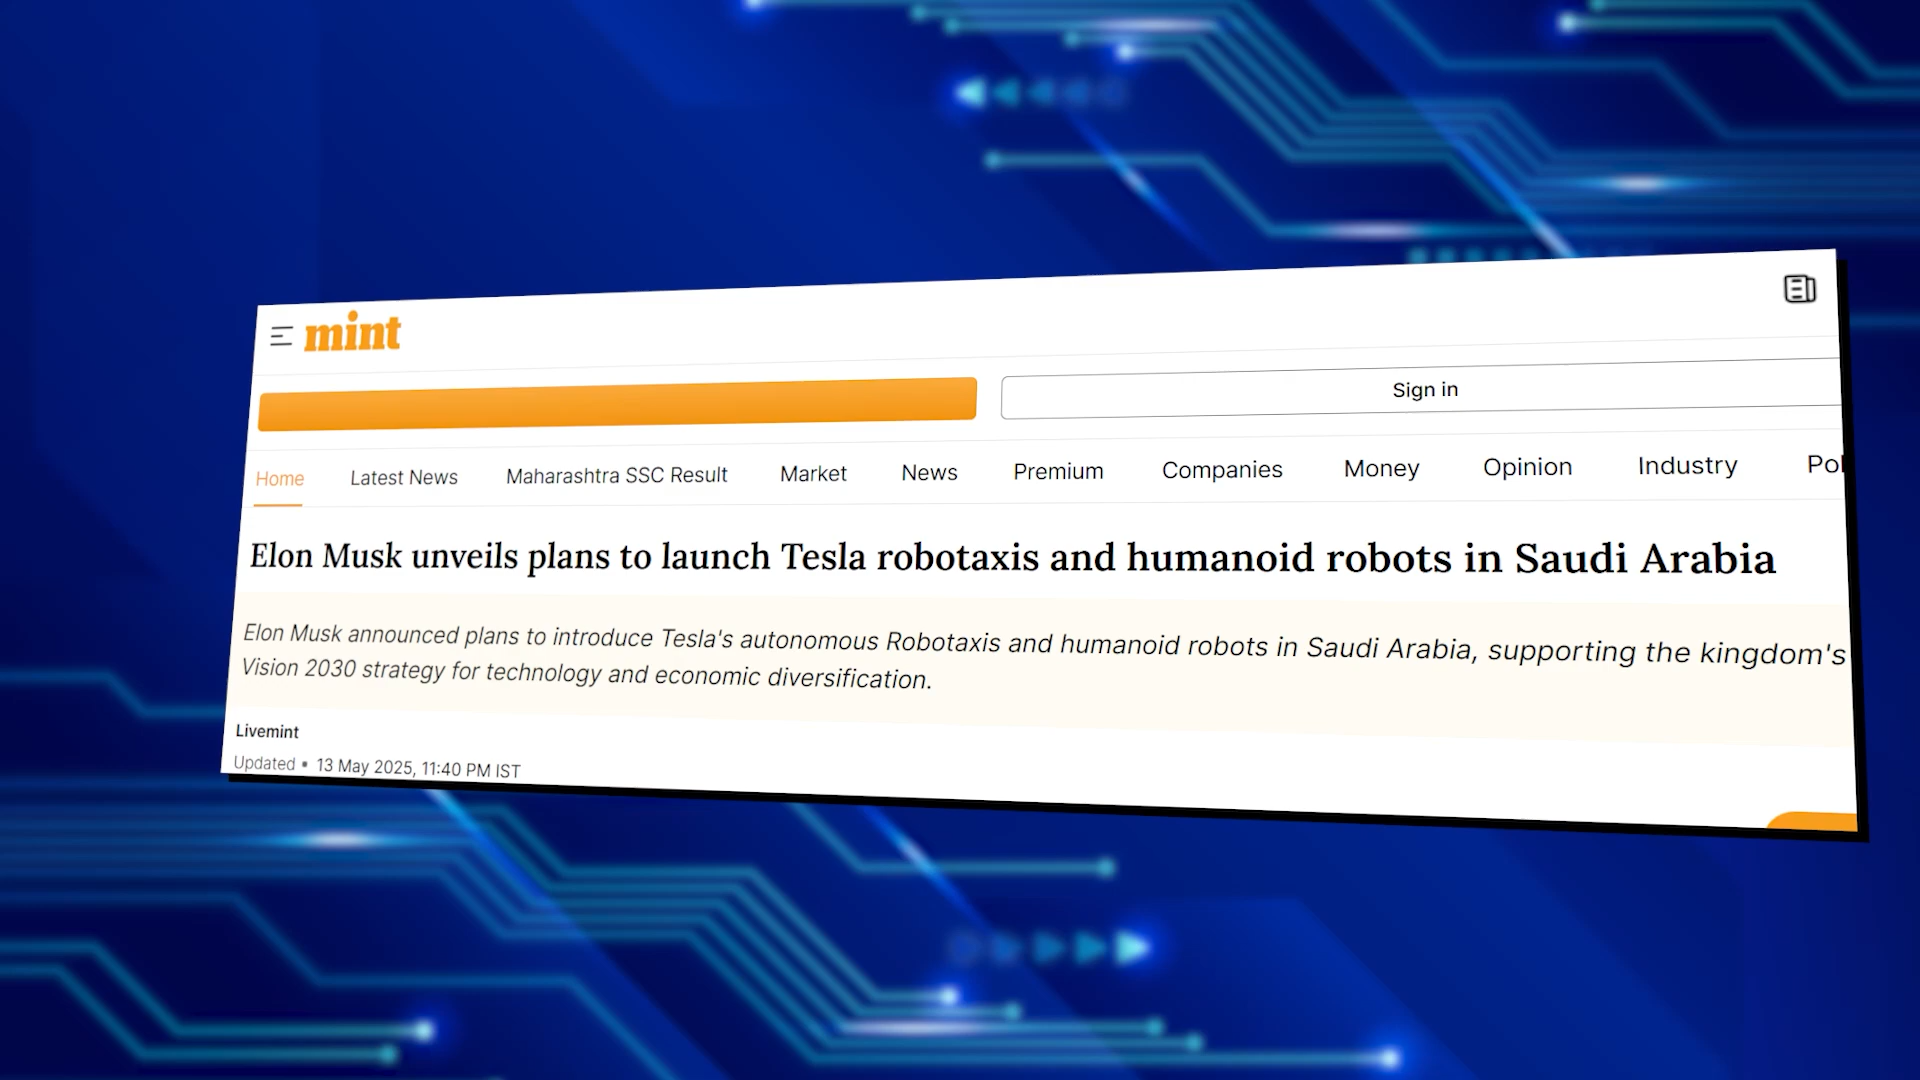 mint
Sign in
Home Latest News Maharashtra SSC Result Market News Premium Companies Money Opinion Industry
Elon Musk unveils plans to launch Tesla robotaxis and humanoid robots in Saudi Arabia
Elon Musk announced plans to introduce Tesla's autonomous Robotaxis and humanoid robots in Saudi Arabia, supporting the kingdom's
Vision 2030 strategy for technology and economic diversification.
Livemint
Updated • 13 May 2025, 11:40 PM IST